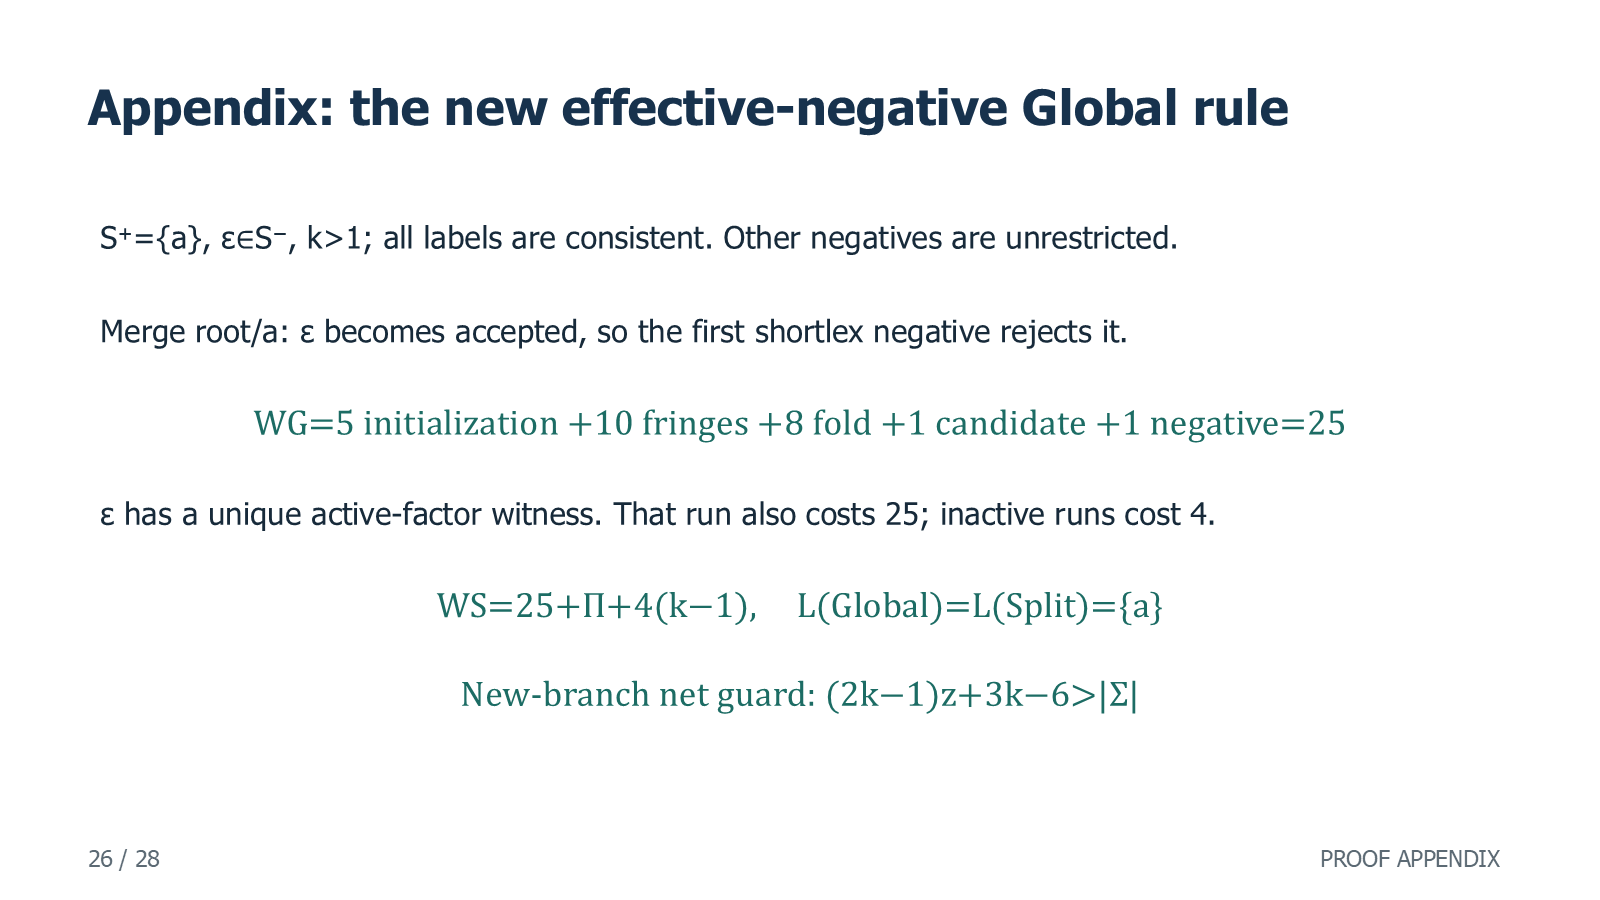 Appendix: the new effective-negative Global rule
S⁺={a}, ε∈S⁻, k>1; all labels are consistent. Other negatives are unrestricted.
Merge root/a: ε becomes accepted, so the first shortlex negative rejects it.
WG=5 initialization +10 fringes +8 fold +1 candidate +1 negative=25
ε has a unique active-factor witness. That run also costs 25; inactive runs cost 4.
WS=25+Π+4(k−1), L(Global)=L(Split)={a}
New-branch net guard: (2k−1)z+3k−6>|Σ|
26 / 28
PROOF APPENDIX